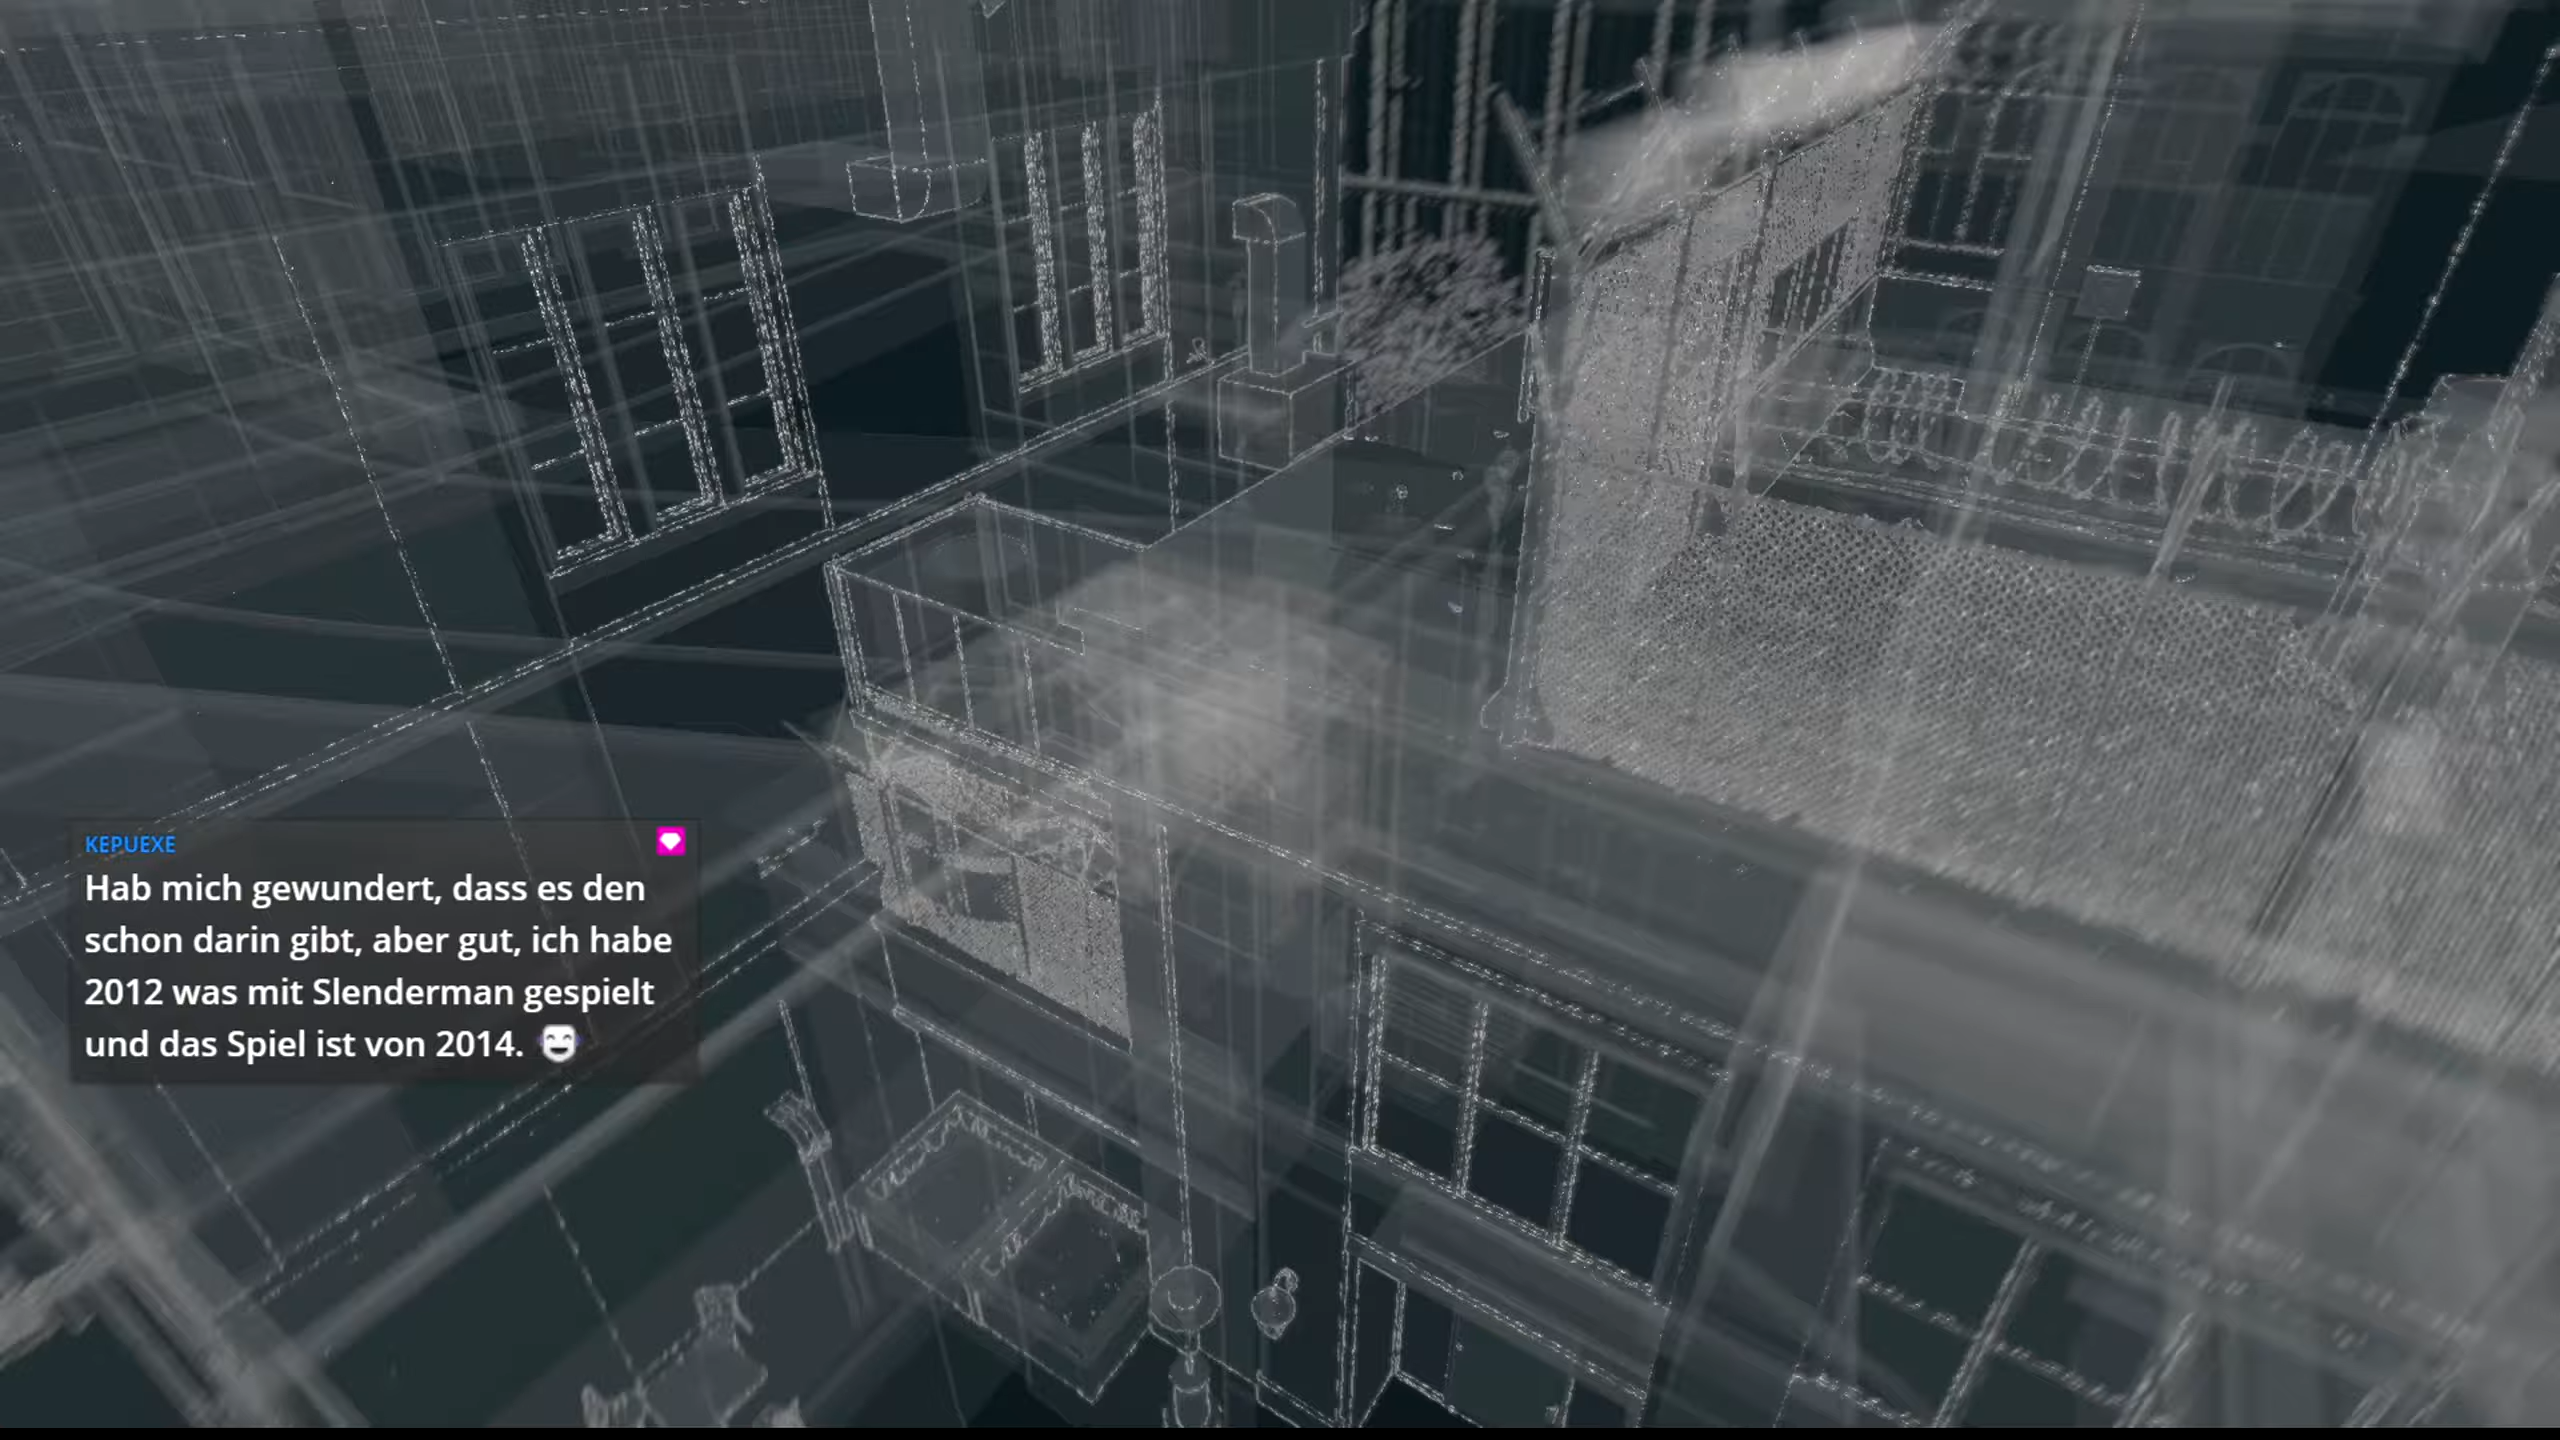 KEPUEXE
Hab mich gewundert, dass es den
schon darin gibt, aber gut, ich habe
2012 was mit Slenderman gespielt
und das Spiel ist von 2014.